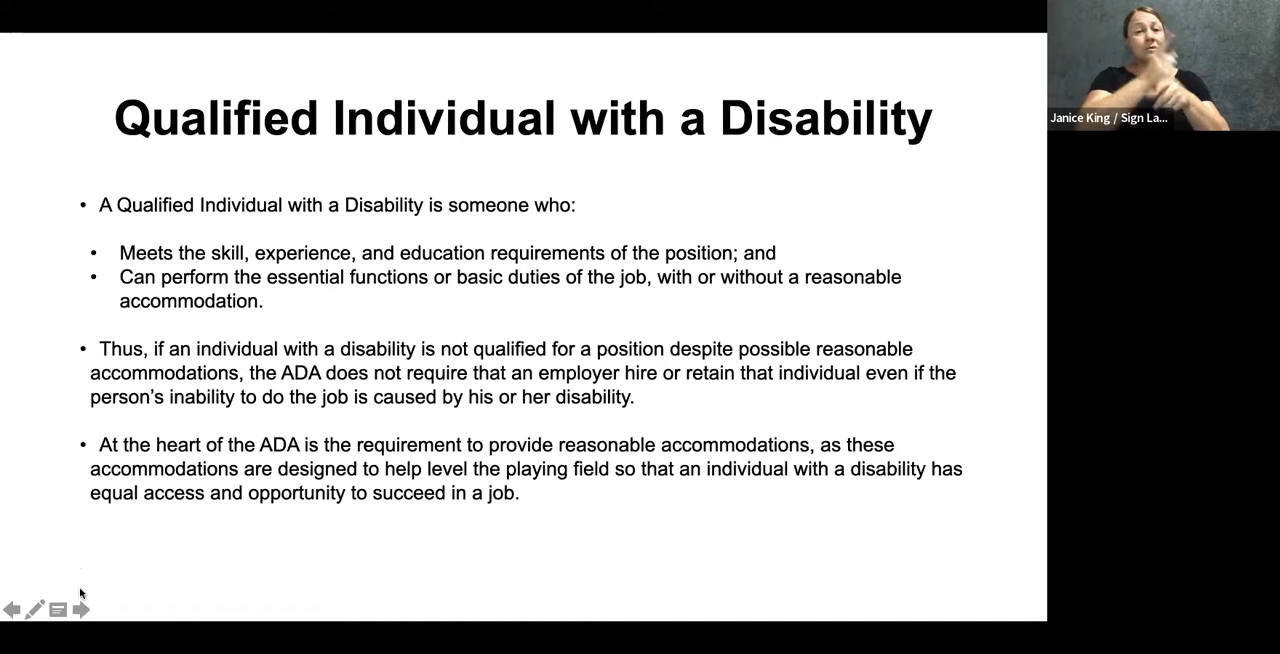 Qualified Individual with a Disability
• A Qualified Individual with a Disability is someone who:
• Meets the skill, experience, and education requirements of the position; and
• Can perform the essential functions or basic duties of the job, with or without a reasonable
accommodation.
• Thus, if an individual with a disability is not qualified for a position despite possible reasonable
accommodations, the ADA does not require that an employer hire or retain that individual even if the
person's inability to do the job is caused by his or her disability.
• At the heart of the ADA is the requirement to provide reasonable accommodations, as these
accommodations are designed to help level the playing field so that an individual with a disability has
equal access and opportunity to succeed in a job.
Janice King / Sign La...